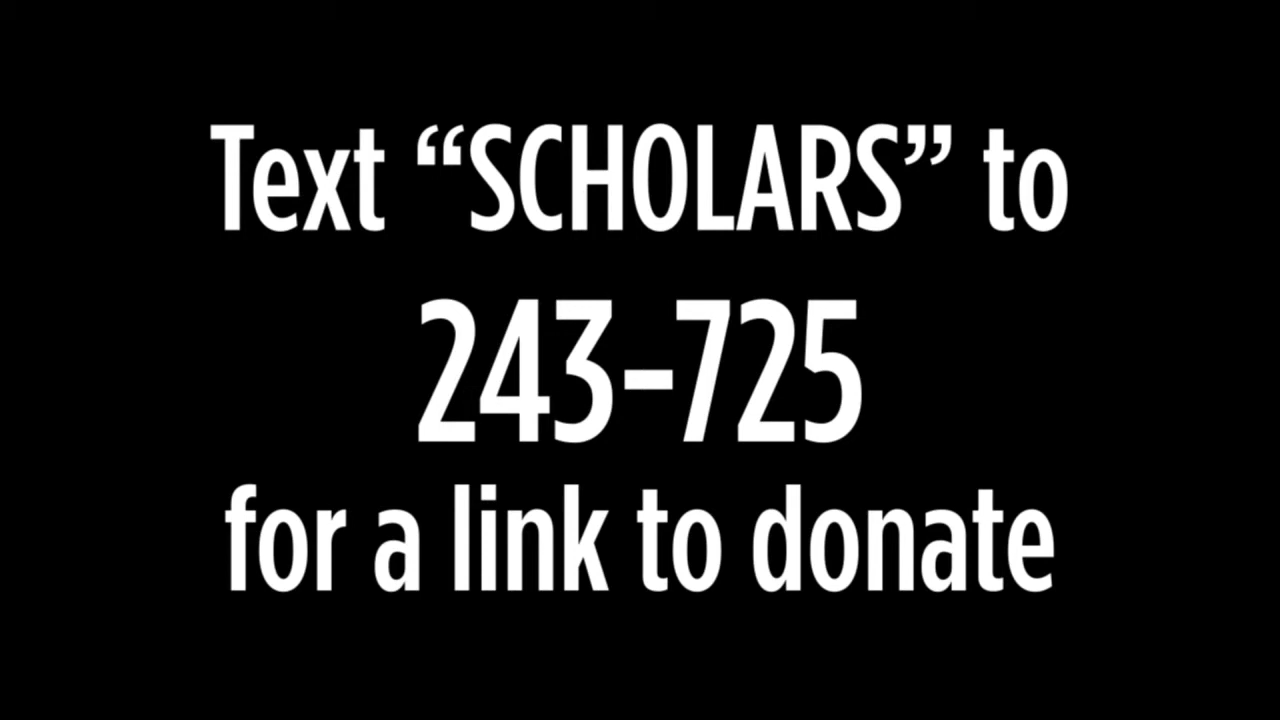 Text “SCHOLARS” to
243-725
for a link to donate